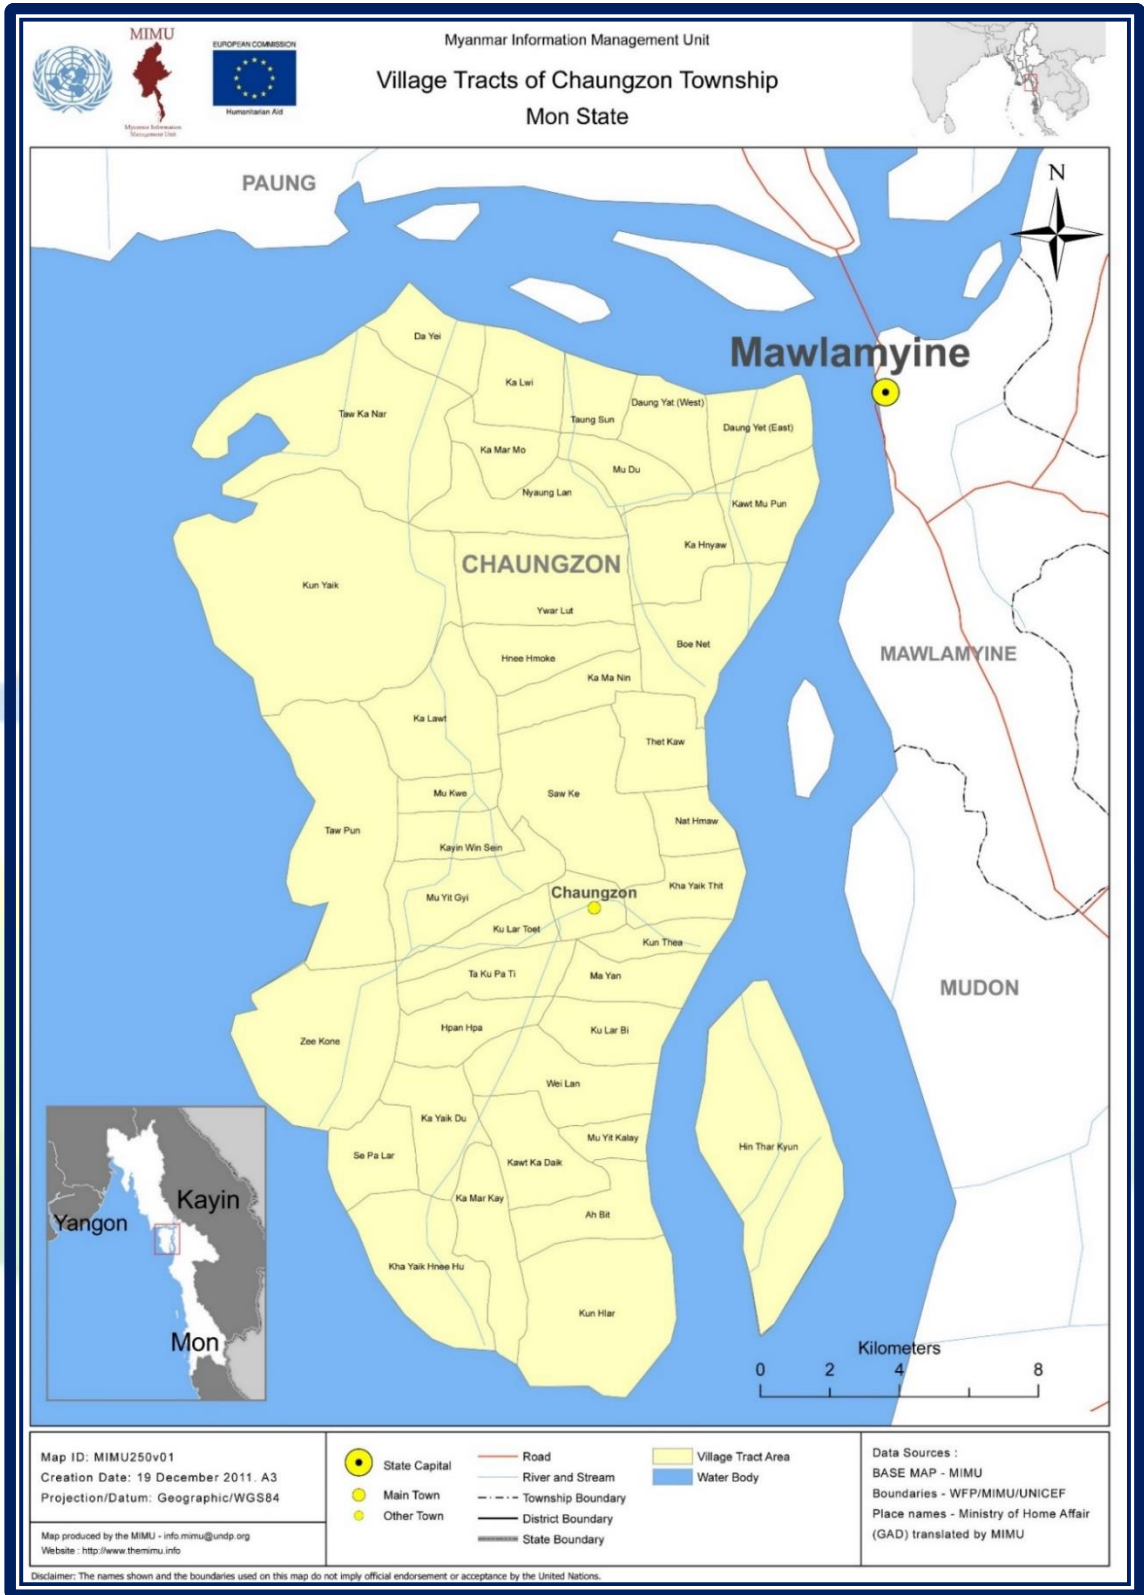 MIMU
Myanmar Information
Management Unit
EUROPEAN COMMISSION
Humanitarian Aid
Myanmar Information Management Unit
Village Tracts of Chaungzon Township
Mon State
PAUNG
N
Mawlamyine
Da Yei
Ka Lwi
Taw Ka Nar
Taung Sun
Daung Yat (West)
Daung Yet (East)
Ka Mar Mo
Mu Du
Nyaung Lan
Kawt Mu Pun
Ka Hnyaw
CHAUNGZON
Kun Yaik
Ywar Lut
Boe Net
MAWLAMYINE
Hnee Hmoke
Ka Ma Nin
Ka Lawt
Thet Kaw
Mu Kwe
Saw Ke
Nat Hmaw
Taw Pun
Kayin Win Sein
Kha Yaik Thit
Mu Yit Gyi
Chaungzon
Ku Lar Toet
Kun Thea
Ta Ku Pa Ti
Ma Yan
MUDON
Hpan Hpa
Ku Lar Bi
Zee Kone
Wei Lan
Ka Yaik Du
Mu Yit Kalay
Hin Thar Kyun
Se Pa Lar
Kawt Ka Daik
Ka Mar Kay
Ah Bit
Kha Yaik Hnee Hu
Kun Hlar
Kayin
Yangon
Mon
Kilometers
0 2 4 8
Map ID: MIMU250v01
Creation Date: 19 December 2011. A3
Projection/Datum: Geographic/WGS84
Map produced by the MIMU - info.mimu@undp.org
Website : http://www.themimu.info
State Capital
Main Town
Other Town
Road
River and Stream
Township Boundary
District Boundary
State Boundary
Village Tract Area
Water Body
Data Sources :
BASE MAP - MIMU
Boundaries - WFP/MIMU/UNICEF
Place names - Ministry of Home Affair
(GAD) translated by MIMU
Disclaimer: The names shown and the boundaries used on this map do not imply official endorsement or acceptance by the United Nations.